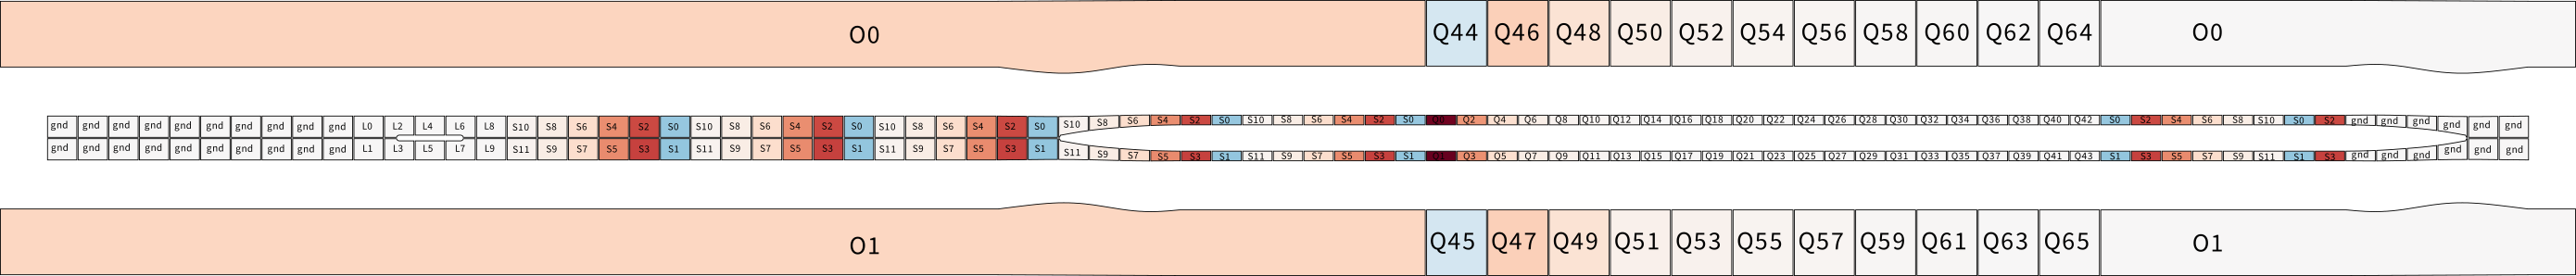 O0 Q44 Q46 Q48 Q50 Q52 Q54 Q56 Q58 Q60 Q62 Q64 O0
gnd gnd gnd gnd gnd gnd gnd gnd gnd gnd L0 L2 L4 L6 L8 S10 S8 S6 S4 S2 S0 S10 S8 S6 S4 S2 S0 S10 S8 S6 S4 S2 S0 S10 S8 S6 S4 S2 S0 S10 S8 S6 S4 S2 S0 Q0 Q2 Q4 Q6 Q8 Q10 Q12 Q14 Q16 Q18 Q20 Q22 Q24 Q26 Q28 Q30 Q32 Q34 Q36 Q38 Q40 Q42 S0 S2 S4 S6 S8 S10 S0 S2 gnd gnd gnd gnd gnd gnd
gnd gnd gnd gnd gnd gnd gnd gnd gnd gnd L1 L3 L5 L7 L9 S11 S9 S7 S5 S3 S1 S11 S9 S7 S5 S3 S1 S11 S9 S7 S5 S3 S1 S11 S9 S7 S5 S3 S1 S11 S9 S7 S5 S3 S1 Q1 Q3 Q5 Q7 Q9 Q11 Q13 Q15 Q17 Q19 Q21 Q23 Q25 Q27 Q29 Q31 Q33 Q35 Q37 Q39 Q41 Q43 S1 S3 S5 S7 S9 S11 S1 S3 gnd gnd gnd gnd gnd gnd
O1 Q45 Q47 Q49 Q51 Q53 Q55 Q57 Q59 Q61 Q63 Q65 O1